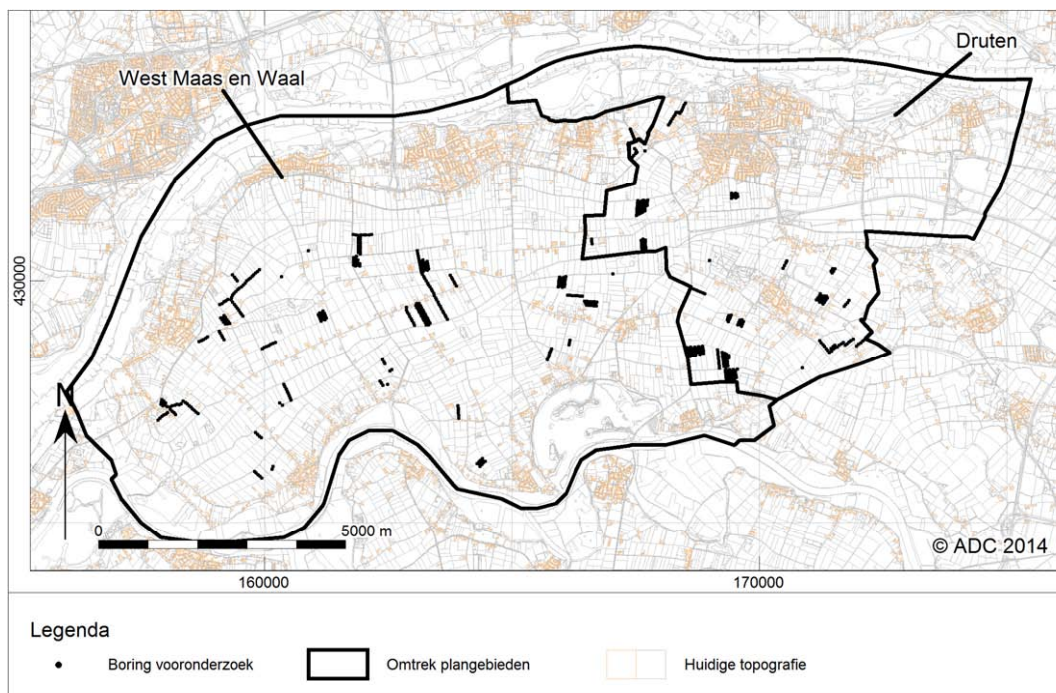 Druten
West Maas en Waal
430000
N
0 5000 m
© ADC 2014
160000 170000
Legenda
Boring vooronderzoek Omtrek plangebieden Huidige topografie